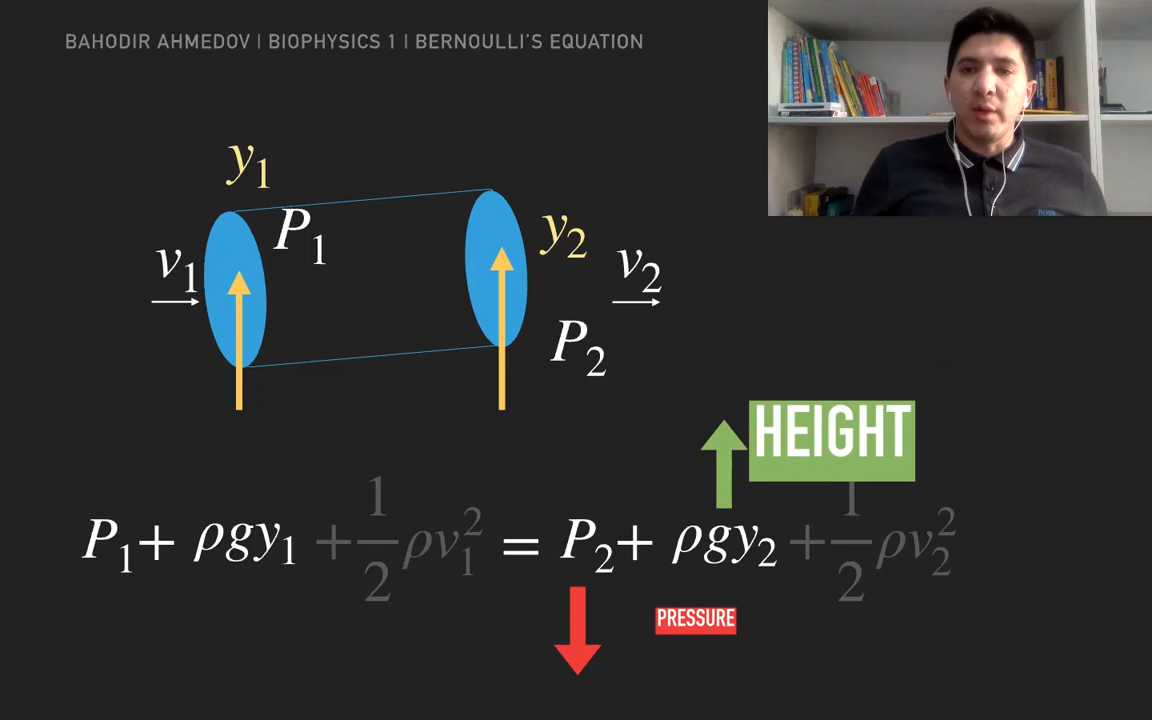 BAHODIR AHMEDOV | BIOPHYSICS 1 | BERNOULLI'S EQUATION
y₁
P₁
y₂
v₁
v₂
P₂
HEIGHT
P₁+ ρgy₁ +1/2ρv₁² = P₂+ ρgy₂ +1/2ρv₂²
PRESSURE